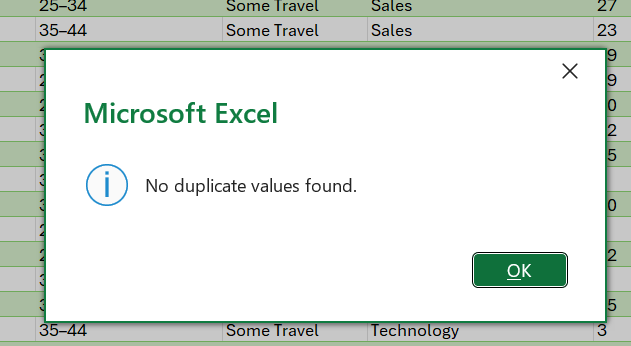 25–34 Some Travel Sales 27
35–44 Some Travel Sales 23
Microsoft Excel
No duplicate values found.
OK
35–44 Some Travel Technology 3